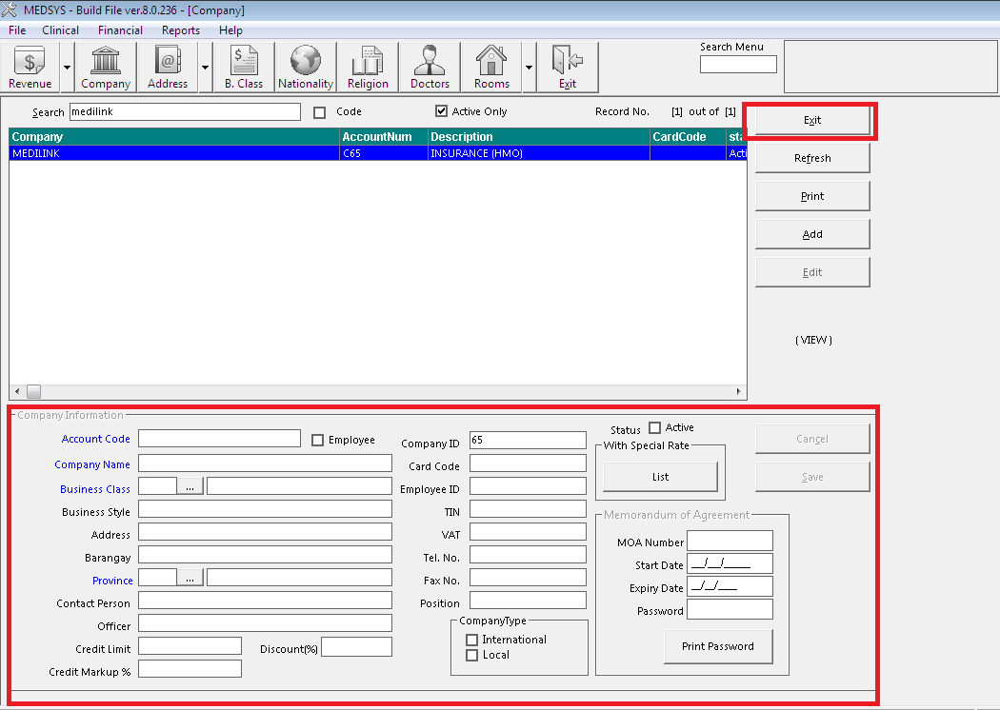 MEDSYS - Build File ver.8.0.236 - [Company]
File Clinical Financial Reports Help
Revenue Company Address B. Class Nationality Religion Doctors Rooms Exit
Search Menu
Search medilink Code Active Only Record No. [1] out of [1]
Exit
Company AccountNum Description CardCode sta
MEDILINK C65 INSURANCE (HMO) Acti
Refresh
Print
Add
Edit
( VIEW )
Company Information
Account Code Employee Company ID 65 Status Active Cancel
Company Name Card Code With Special Rate List Save
Business Class ... Employee ID
Business Style TIN
Address VAT
Barangay Tel. No.
Province ... Fax No.
Contact Person Position
Officer
Credit Limit Discount(%)
Credit Markup %
CompanyType
International
Local
Memorandum of Agreement
MOA Number
Start Date __/__/____
Expiry Date __/__/____
Password
Print Password